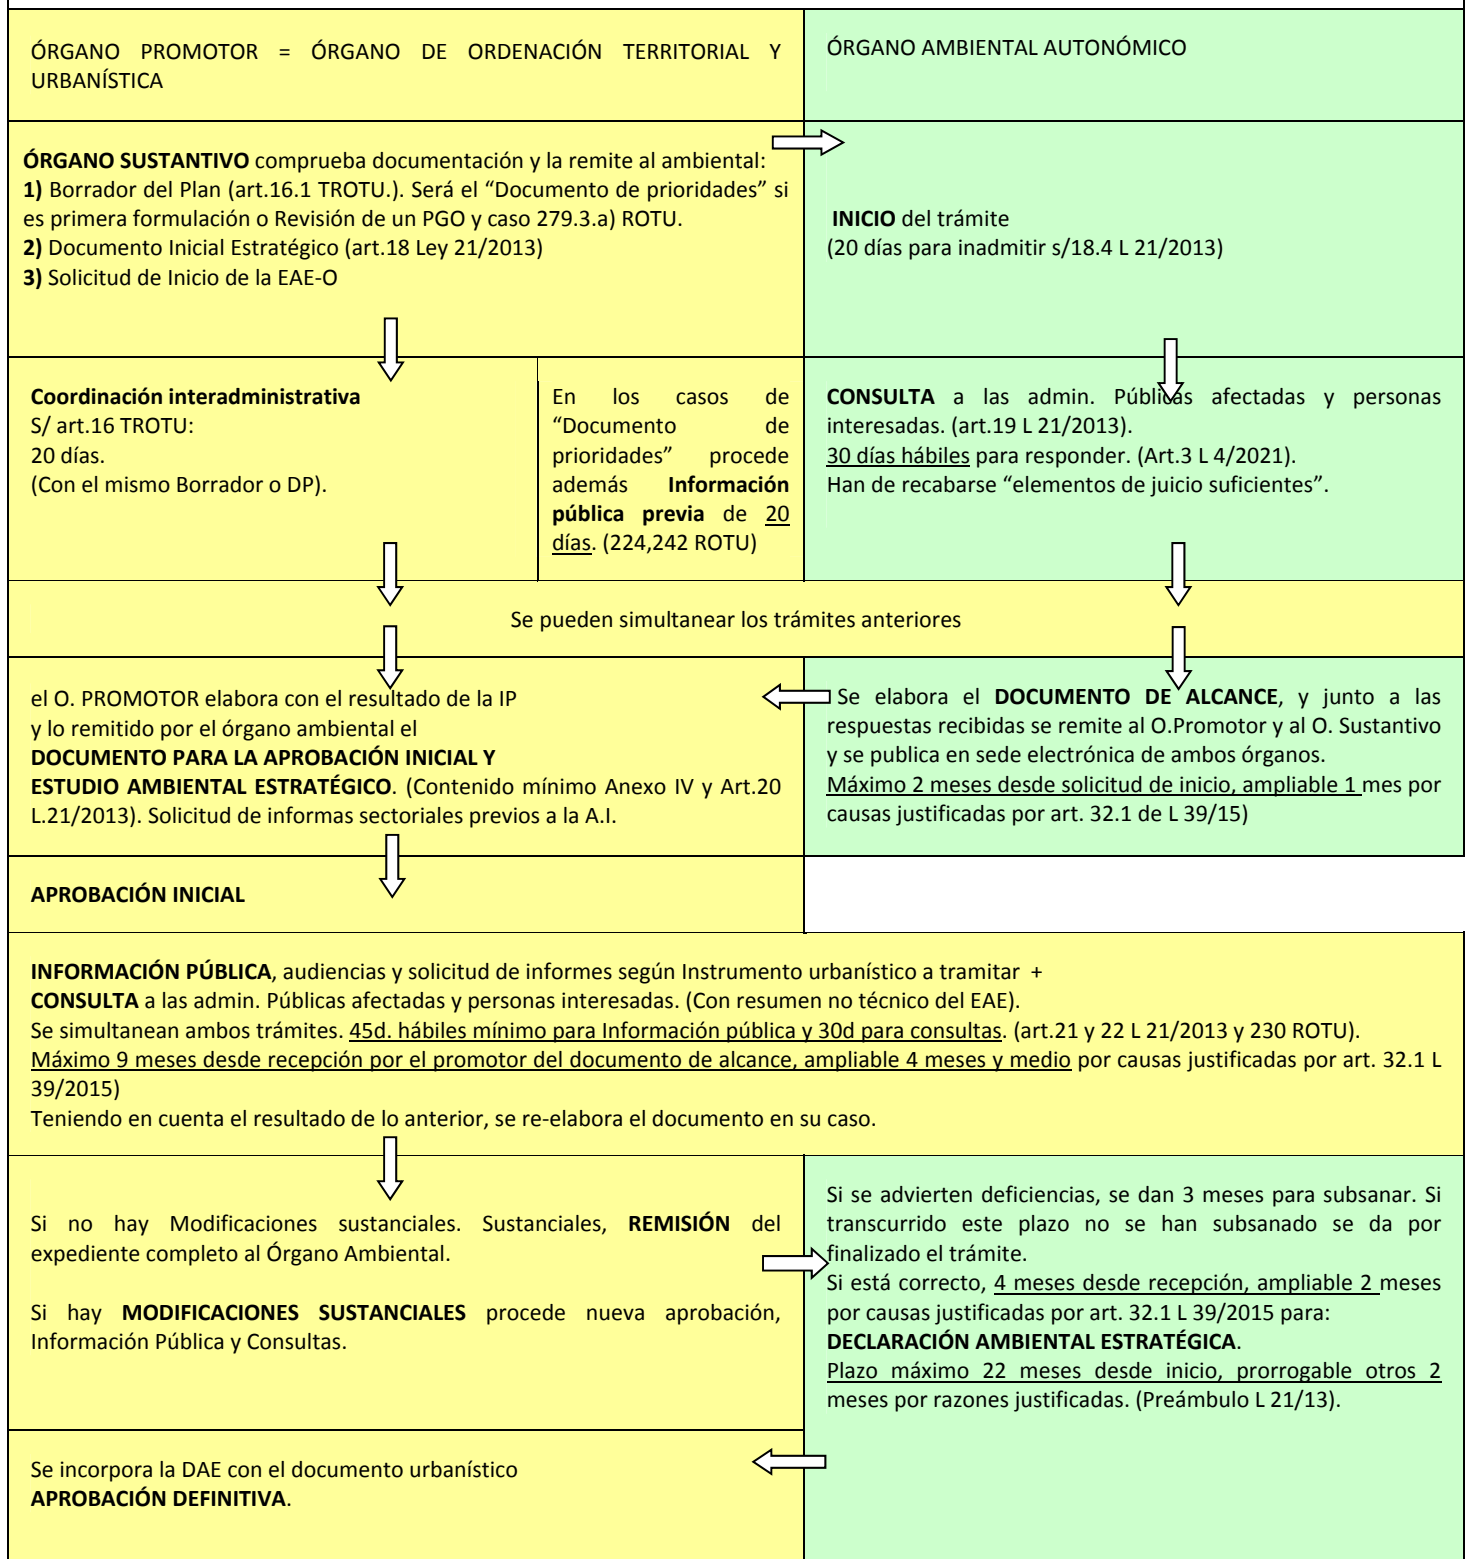 ÓRGANO PROMOTOR = ÓRGANO DE ORDENACIÓN TERRITORIAL Y
URBANÍSTICA
ÓRGANO AMBIENTAL AUTONÓMICO
ÓRGANO SUSTANTIVO comprueba documentación y la remite al ambiental:
1) Borrador del Plan (art.16.1 TROTU.). Será el “Documento de prioridades” si
es primera formulación o Revisión de un PGO y caso 279.3.a) ROTU.
2) Documento Inicial Estratégico (art.18 Ley 21/2013)
3) Solicitud de Inicio de la EAE-O
INICIO del trámite
(20 días para inadmitir s/18.4 L 21/2013)
Coordinación interadministrativa
S/ art.16 TROTU:
20 días.
(Con el mismo Borrador o DP).
En los casos de
“Documento de
prioridades” procede
además Información
pública previa de 20
días. (224,242 ROTU)
CONSULTA a las admin. Públicas afectadas y personas
interesadas. (art.19 L 21/2013).
30 días hábiles para responder. (Art.3 L 4/2021).
Han de recabarse “elementos de juicio suficientes”.
Se pueden simultanear los trámites anteriores
el O. PROMOTOR elabora con el resultado de la IP
y lo remitido por el órgano ambiental el
DOCUMENTO PARA LA APROBACIÓN INICIAL Y
ESTUDIO AMBIENTAL ESTRATÉGICO. (Contenido mínimo Anexo IV y Art.20
L.21/2013). Solicitud de informas sectoriales previos a la A.I.
Se elabora el DOCUMENTO DE ALCANCE, y junto a las
respuestas recibidas se remite al O.Promotor y al O. Sustantivo
y se publica en sede electrónica de ambos órganos.
Máximo 2 meses desde solicitud de inicio, ampliable 1 mes por
causas justificadas por art. 32.1 de L 39/15)
APROBACIÓN INICIAL
INFORMACIÓN PÚBLICA, audiencias y solicitud de informes según Instrumento urbanístico a tramitar +
CONSULTA a las admin. Públicas afectadas y personas interesadas. (Con resumen no técnico del EAE).
Se simultanean ambos trámites. 45d. hábiles mínimo para Información pública y 30d para consultas. (art.21 y 22 L 21/2013 y 230 ROTU).
Máximo 9 meses desde recepción por el promotor del documento de alcance, ampliable 4 meses y medio por causas justificadas por art. 32.1 L
39/2015)
Teniendo en cuenta el resultado de lo anterior, se re-elabora el documento en su caso.
Si no hay Modificaciones sustanciales. Sustanciales, REMISIÓN del
expediente completo al Órgano Ambiental.
Si hay MODIFICACIONES SUSTANCIALES procede nueva aprobación,
Información Pública y Consultas.
Si se advierten deficiencias, se dan 3 meses para subsanar. Si
transcurrido este plazo no se han subsanado se da por
finalizado el trámite.
Si está correcto, 4 meses desde recepción, ampliable 2 meses
por causas justificadas por art. 32.1 L 39/2015 para:
DECLARACIÓN AMBIENTAL ESTRATÉGICA.
Plazo máximo 22 meses desde inicio, prorrogable otros 2
meses por razones justificadas. (Preámbulo L 21/13).
Se incorpora la DAE con el documento urbanístico
APROBACIÓN DEFINITIVA.